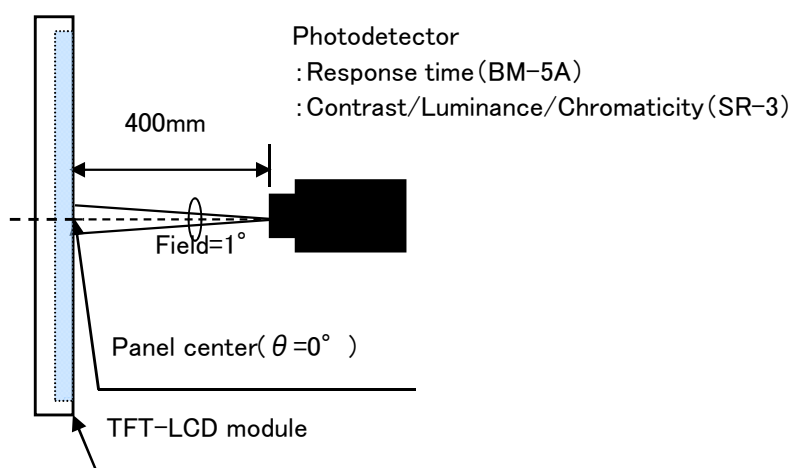 Photodetector
:Response time(BM-5A)
:Contrast/Luminance/Chromaticity(SR-3)
400mm
Field=1°
Panel center(θ=0° )
TFT-LCD module